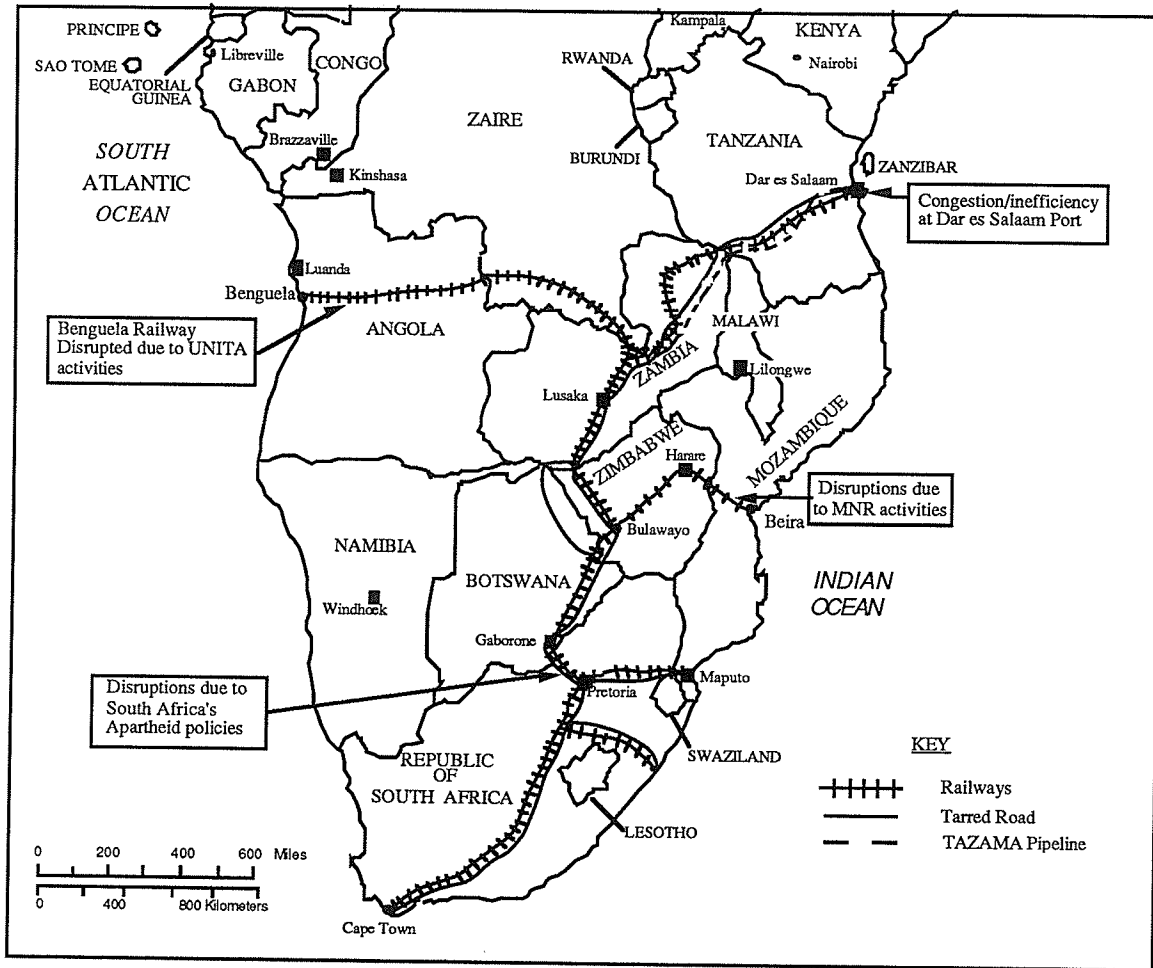 PRINCIPE
SAO TOME
EQUATORIAL
GUINEA
Libreville
GABON
CONGO
Brazzaville
Kinshasa
ZAIRE
Kampala
KENYA
Nairobi
RWANDA
BURUNDI
TANZANIA
ZANZIBAR
Dar es Salaam
Congestion/inefficiency
at Dar es Salaam Port
SOUTH
ATLANTIC
OCEAN
Luanda
Benguela
ANGOLA
Benguela Railway
Disrupted due to UNITA
activities
MALAWI
Lilongwe
ZAMBIA
Lusaka
MOZAMBIQUE
ZIMBABWE
Harare
Disruptions due
to MNR activities
Beira
Bulawayo
NAMIBIA
Windhoek
BOTSWANA
Gaborone
INDIAN
OCEAN
Disruptions due to
South Africa's
Apartheid policies
Pretoria
Maputo
SWAZILAND
REPUBLIC
OF
SOUTH AFRICA
LESOTHO
Cape Town
KEY
Railways
Tarred Road
TAZAMA Pipeline
0 200 400 600 Miles
0 400 800 Kilometers